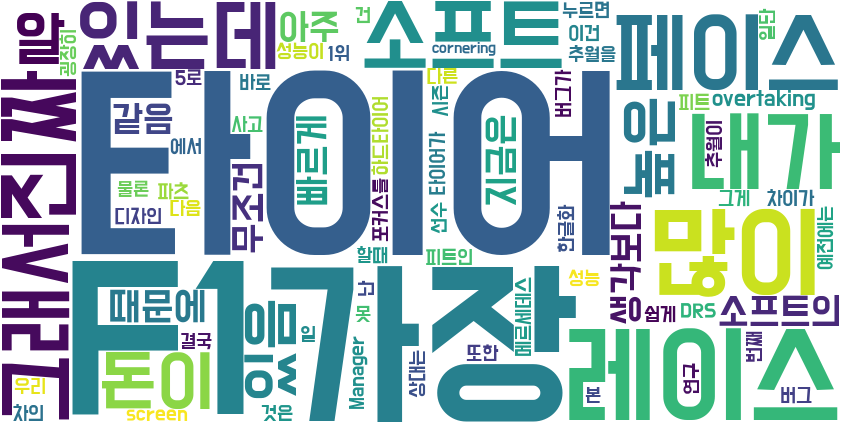 있는데
아주
성능이
1위
소프트
cornering
누르면
건
이건
추월을
일단
페이스
굉장히
5로
바로
다른
알
진짜
그래서
타이어
같음
에서
사고
빠르게
하드타이어
시즌
버그가
피트
overtaking
지금은
높은
추월이
내가
물론
파츠
디자인
다음
무조건
포커스를
선수
타이어가
한글화
그게
차이가
예전에는
많이
생각보다
할때
피트인
성능
F1
가장
때문에
있음
일
난
못
메르세데스
쉽게
DRS
소프트의
결국
돈이
우리
차의
screen
것은
Manager
상대는
또한
레이스
본
연구
번째
버그